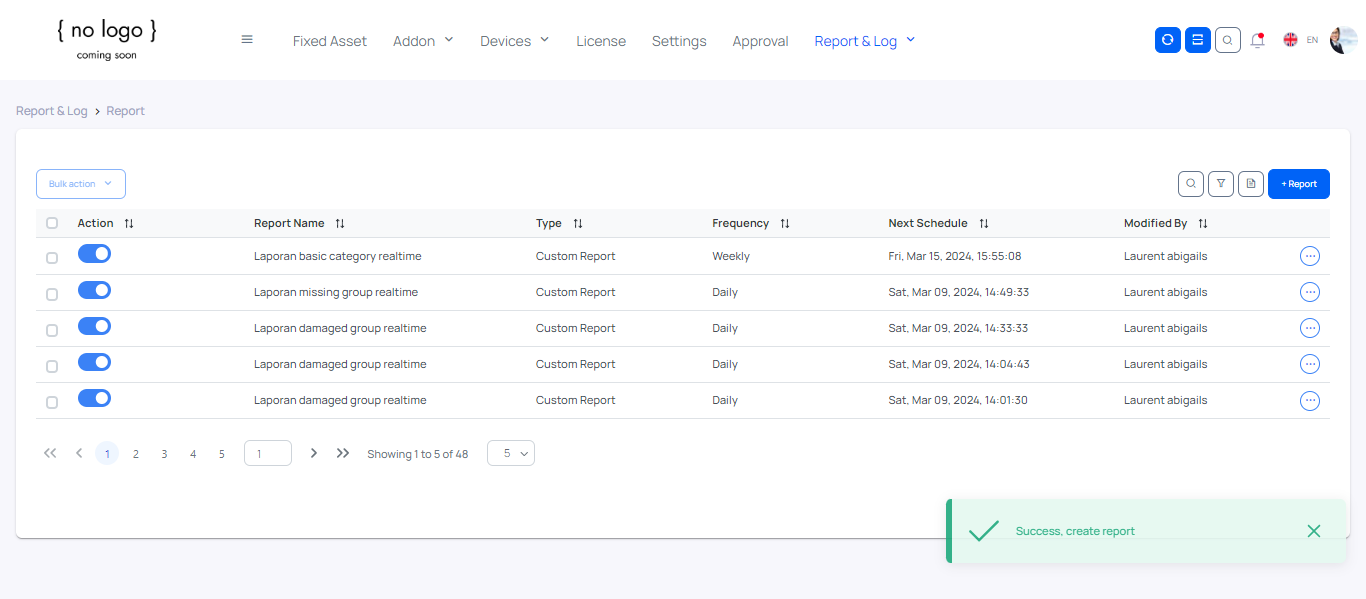 { no logo }
coming soon
Fixed Asset Addon Devices License Settings Approval Report & Log EN
Report & Log > Report
Bulk action + Report
Action Report Name Type Frequency Next Schedule Modified By
Laporan basic category realtime Custom Report Weekly Fri, Mar 15, 2024, 15:55:08 Laurent abigails
Laporan missing group realtime Custom Report Daily Sat, Mar 09, 2024, 14:49:33 Laurent abigails
Laporan damaged group realtime Custom Report Daily Sat, Mar 09, 2024, 14:33:33 Laurent abigails
Laporan damaged group realtime Custom Report Daily Sat, Mar 09, 2024, 14:04:43 Laurent abigails
Laporan damaged group realtime Custom Report Daily Sat, Mar 09, 2024, 14:01:30 Laurent abigails
1 2 3 4 5 1 Showing 1 to 5 of 48 5
Success, create report